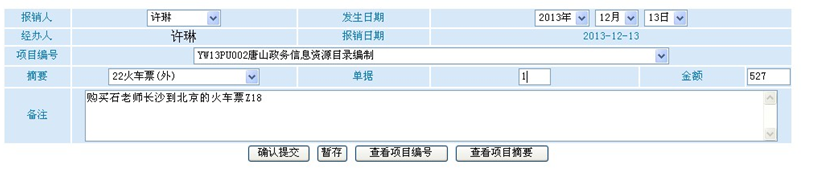 报销人 许琳 发生日期 2013年 12月 13日
经办人 许琳 报销日期 2013-12-13
项目编号 YW13PU002唐山政务信息资源目录编制
摘要 22火车票(外) 单据 1 金额 527
备注 购买石老师长沙到北京的火车票Z18
确认提交 暂存 查看项目编号 查看项目摘要